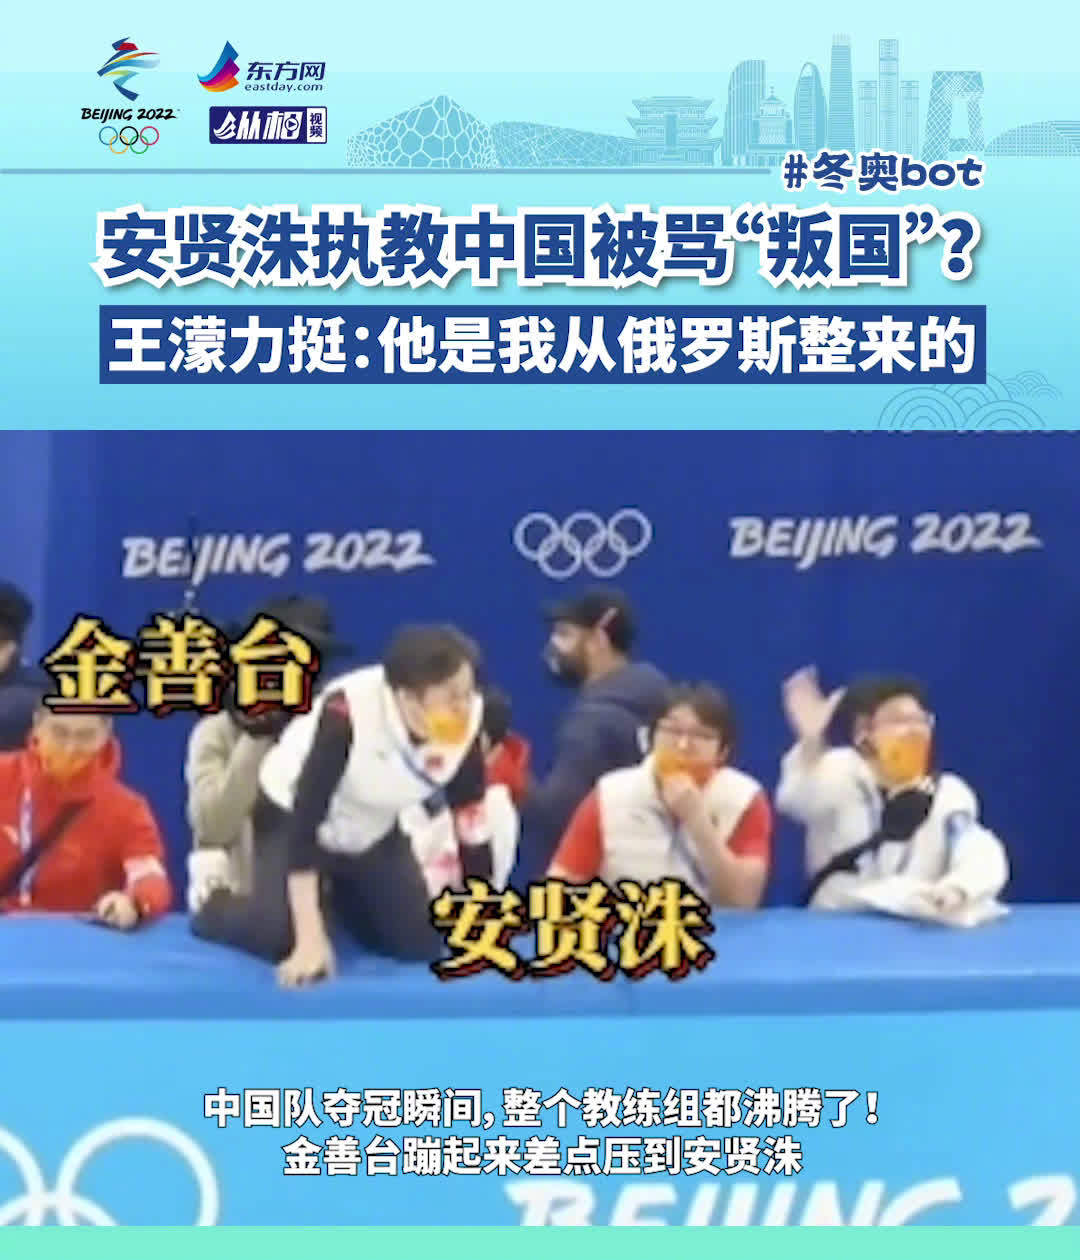 BEIJING 2022
东方网
eastday.com
纵相
视频
#冬奥bot
安贤洙执教中国被骂“叛国”？
王濛力挺：他是我从俄罗斯整来的
BEIJING 2022
BEIJING 2022
金善台
安贤洙
中国队夺冠瞬间，整个教练组都沸腾了！
金善台蹦起来差点压到安贤洙
BEIJING 2